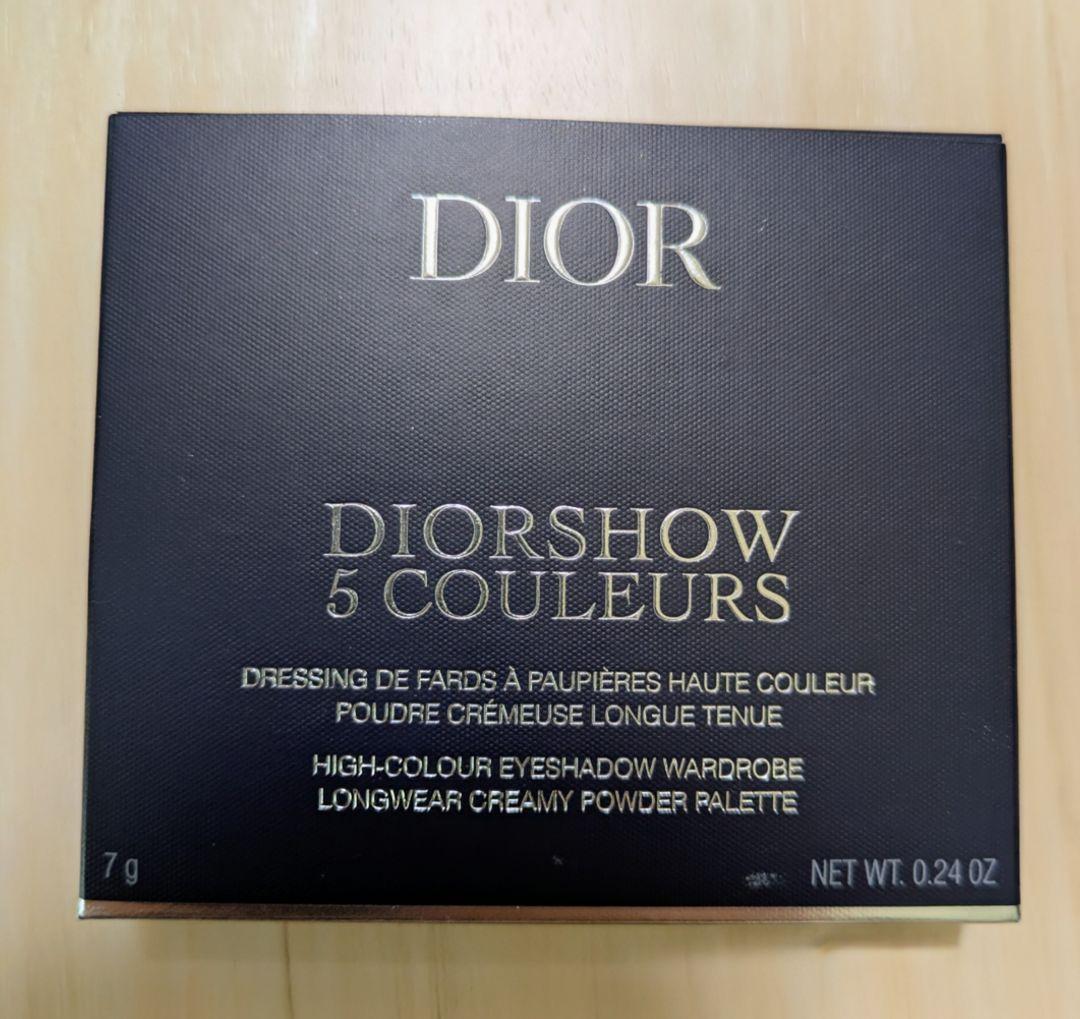 DIOR
DIORSHOW
5 COULEURS
DRESSING DE FARDS À PAUPIÈRES HAUTE COULEUR
POUDRE CRÉMEUSE LONGUE TENUE
HIGH-COLOUR EYESHADOW WARDROBE
LONGWEAR CREAMY POWDER PALETTE
7 g NET WT. 0.24 OZ